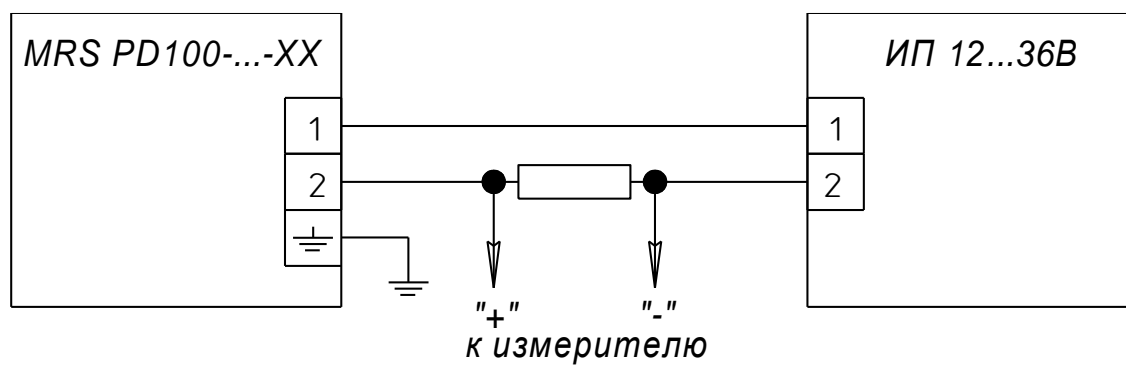 MRS PD100-...-XX
ИП 12...36В
1
1
2
2
"+"
"-"
к измерителю